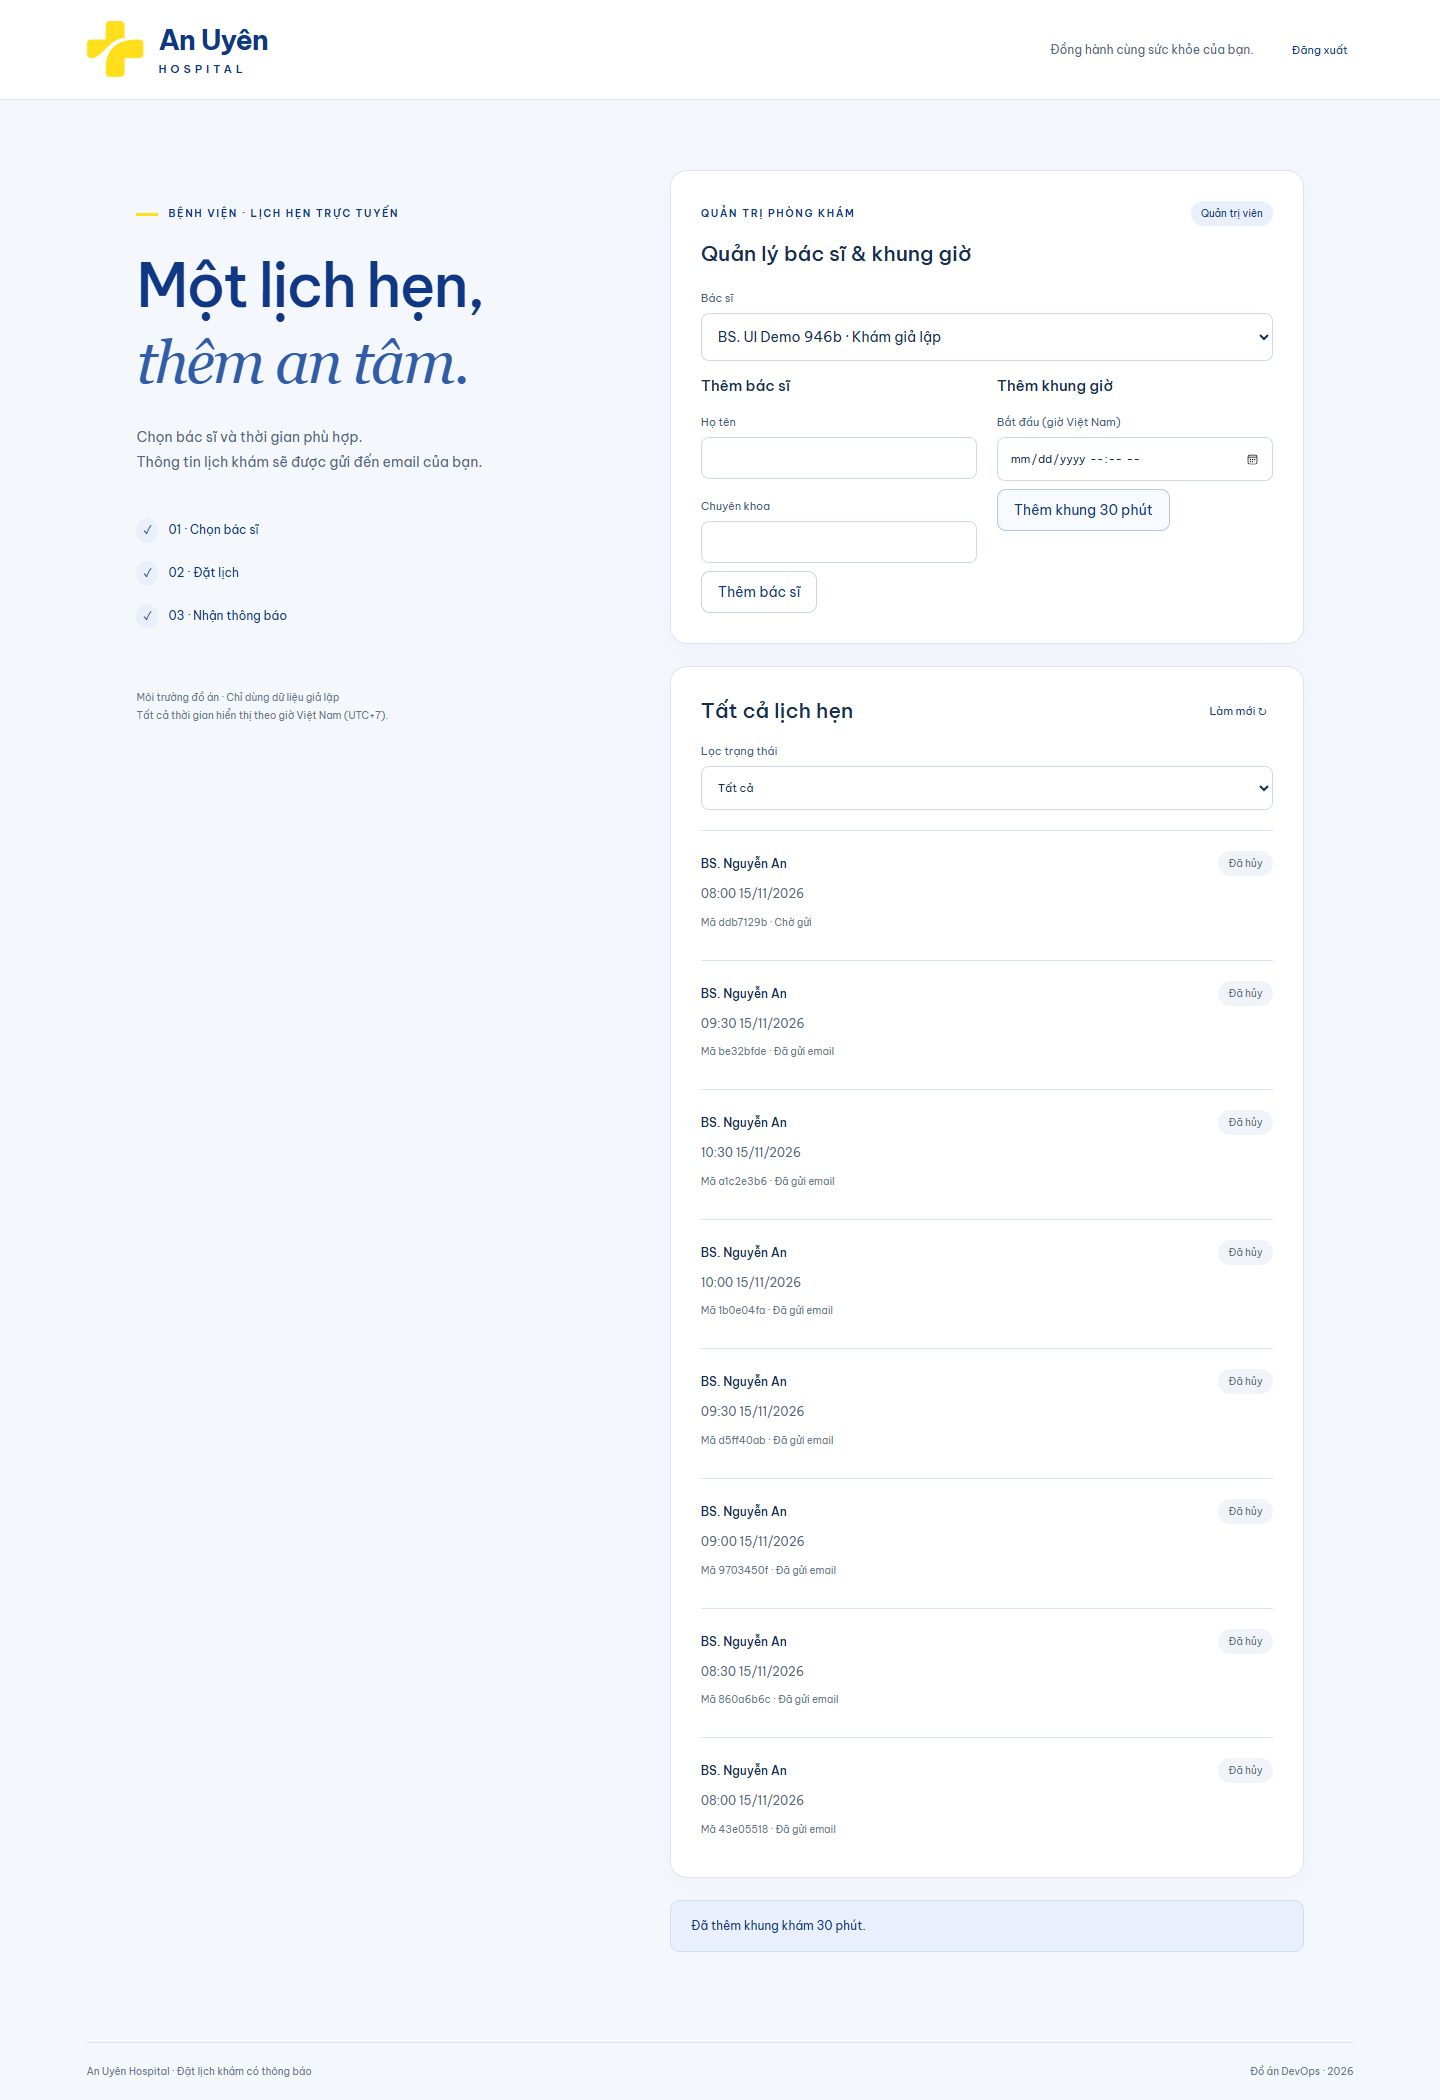 An Uyên
HOSPITAL
Đồng hành cùng sức khỏe của bạn.
Đăng xuất
BỆNH VIỆN · LỊCH HẸN TRỰC TUYẾN
Một lịch hẹn,
thêm an tâm.
Chọn bác sĩ và thời gian phù hợp.
Thông tin lịch khám sẽ được gửi đến email của bạn.
✓ 01 · Chọn bác sĩ
✓ 02 · Đặt lịch
✓ 03 · Nhận thông báo
Môi trường đồ án · Chỉ dùng dữ liệu giả lập
Tất cả thời gian hiển thị theo giờ Việt Nam (UTC+7).
QUẢN TRỊ PHÒNG KHÁM
Quản trị viên
Quản lý bác sĩ & khung giờ
Bác sĩ
BS. UI Demo 946b · Khám giả lập
Thêm bác sĩ
Họ tên
Chuyên khoa
Thêm bác sĩ
Thêm khung giờ
Bắt đầu (giờ Việt Nam)
mm/dd/yyyy --:-- --
Thêm khung 30 phút
Tất cả lịch hẹn
Làm mới ↻
Lọc trạng thái
Tất cả
BS. Nguyễn An
Đã hủy
08:00 15/11/2026
Mã ddb7129b · Chờ gửi
BS. Nguyễn An
Đã hủy
09:30 15/11/2026
Mã be32bfde · Đã gửi email
BS. Nguyễn An
Đã hủy
10:30 15/11/2026
Mã a1c2e3b6 · Đã gửi email
BS. Nguyễn An
Đã hủy
10:00 15/11/2026
Mã 1b0e04fa · Đã gửi email
BS. Nguyễn An
Đã hủy
09:30 15/11/2026
Mã d5ff40ab · Đã gửi email
BS. Nguyễn An
Đã hủy
09:00 15/11/2026
Mã 9703450f · Đã gửi email
BS. Nguyễn An
Đã hủy
08:30 15/11/2026
Mã 860a6b6c · Đã gửi email
BS. Nguyễn An
Đã hủy
08:00 15/11/2026
Mã 43e05518 · Đã gửi email
Đã thêm khung khám 30 phút.
An Uyên Hospital · Đặt lịch khám có thông báo
Đồ án DevOps · 2026